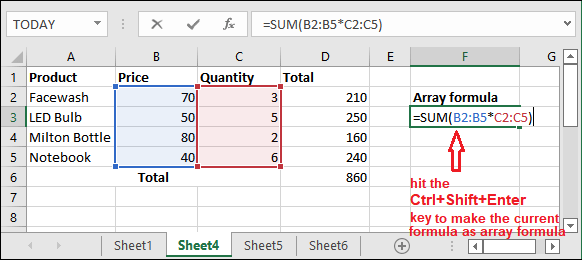 TODAY =SUM(B2:B5*C2:C5)
A B C D E F G
1 Product Price Quantity Total
2 Facewash 70 3 210 Array formula
3 LED Bulb 50 5 250 =SUM(B2:B5*C2:C5)
4 Milton Bottle 80 2 160
5 Notebook 40 6 240
6 Total 860
hit the
7 Ctrl+Shift+Enter
key to make the current
8 formula as array formula
Sheet1 Sheet4 Sheet5 Sheet6